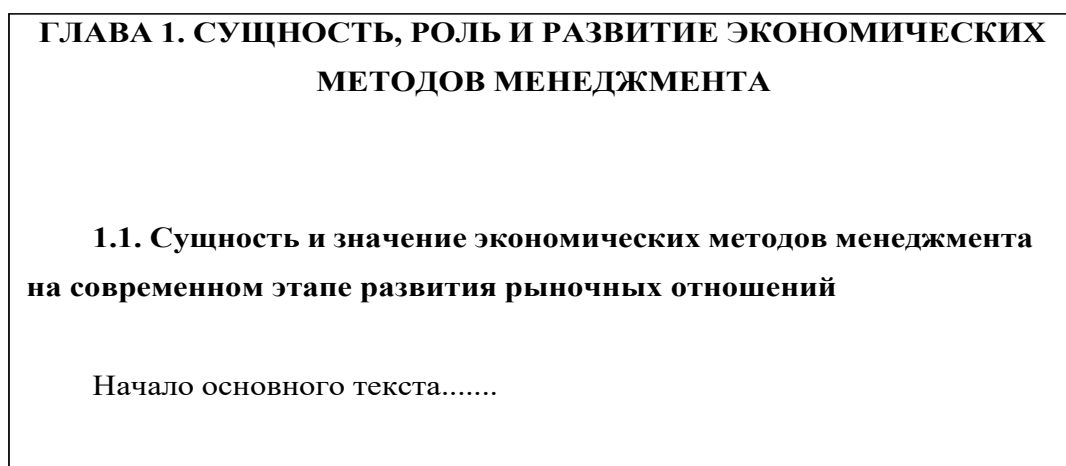 ГЛАВА 1. СУЩНОСТЬ, РОЛЬ И РАЗВИТИЕ ЭКОНОМИЧЕСКИХ
МЕТОДОВ МЕНЕДЖМЕНТА
1.1. Сущность и значение экономических методов менеджмента
на современном этапе развития рыночных отношений
Начало основного текста.......